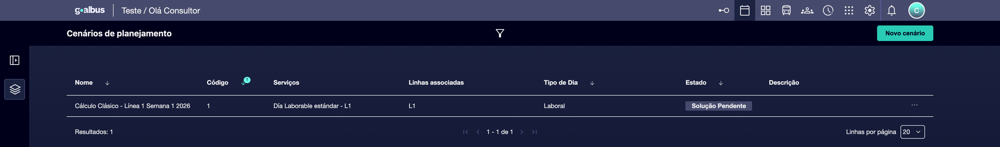 goalbus
Teste / Olá Consultor
C
Cenários de planejamento
Novo cenário
Nome Código 1 Serviços Linhas associadas Tipo de Dia Estado Descrição
Cálculo Clásico - Línea 1 Semana 1 2026 1 Día Laborable estándar - L1 L1 Laboral Solução Pendente ...
Resultados: 1 1 - 1 de 1 Linhas por página 20